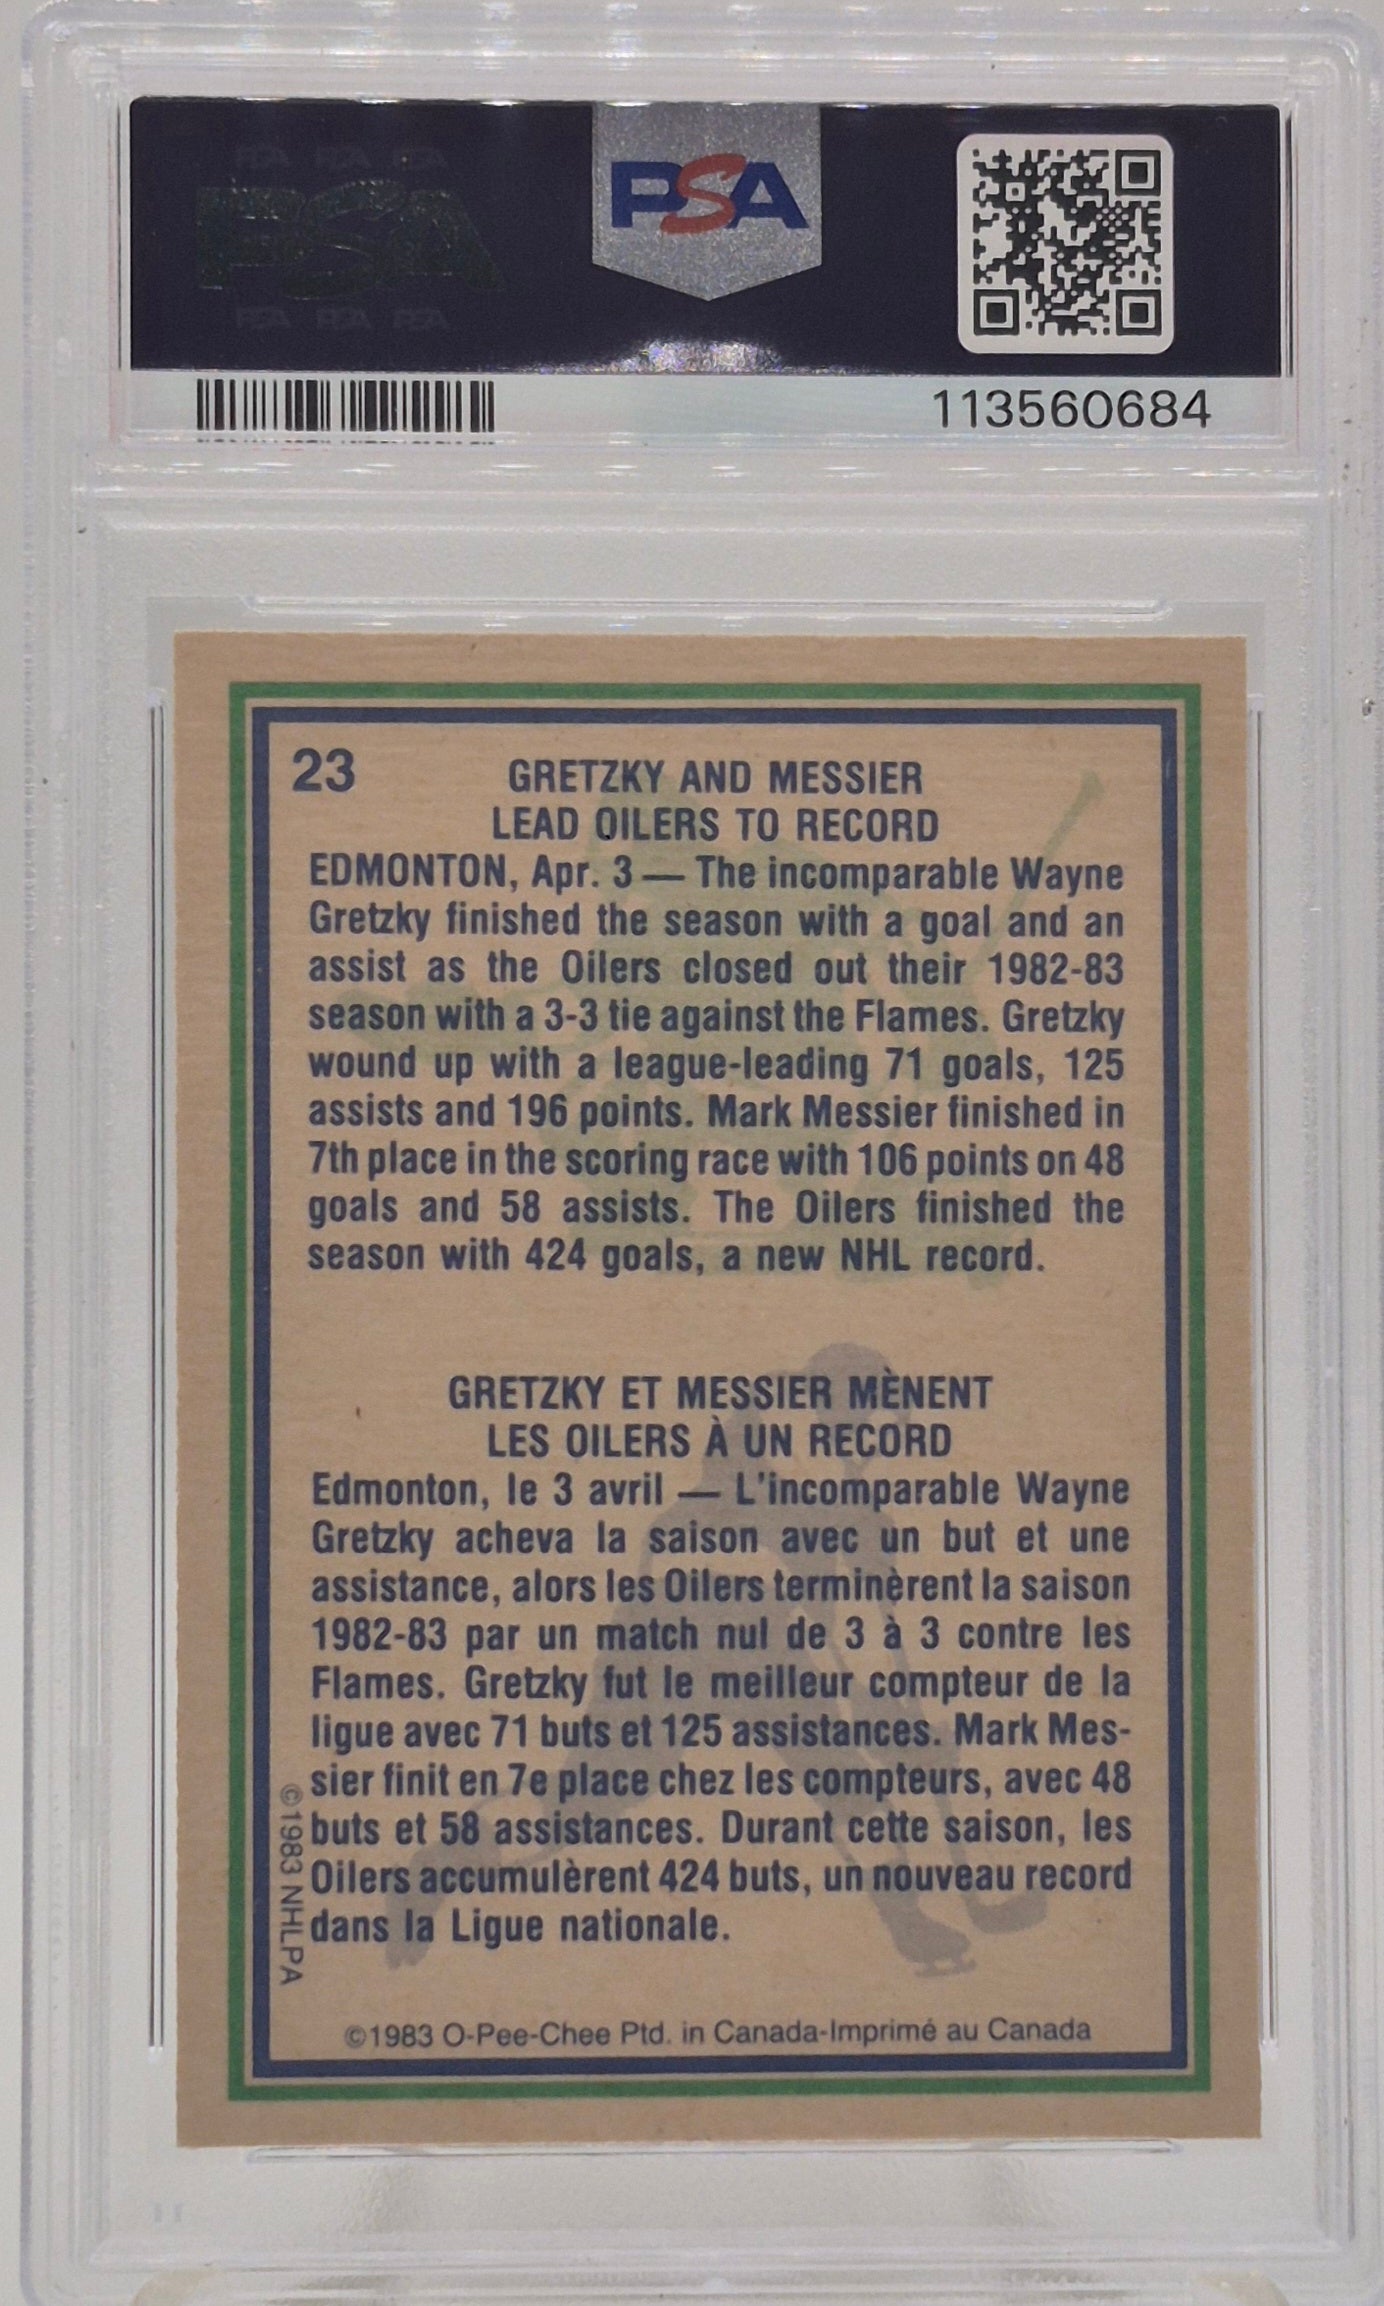 PSA PSA PSA
PSA
PSA PSA PSA
PSA
113560684
23
GRETZKY AND MESSIER
LEAD OILERS TO RECORD
EDMONTON, Apr. 3 — The incomparable Wayne
Gretzky finished the season with a goal and an
assist as the Oilers closed out their 1982-83
season with a 3-3 tie against the Flames. Gretzky
wound up with a league-leading 71 goals, 125
assists and 196 points. Mark Messier finished in
7th place in the scoring race with 106 points on 48
goals and 58 assists. The Oilers finished the
season with 424 goals, a new NHL record.
GRETZKY ET MESSIER MÈNENT
LES OILERS À UN RECORD
Edmonton, le 3 avril — L'incomparable Wayne
Gretzky acheva la saison avec un but et une
assistance, alors les Oilers terminèrent la saison
1982-83 par un match nul de 3 à 3 contre les
Flames. Gretzky fut le meilleur compteur de la
ligue avec 71 buts et 125 assistances. Mark Mes-
sier finit en 7e place chez les compteurs, avec 48
buts et 58 assistances. Durant cette saison, les
Oilers accumulèrent 424 buts, un nouveau record
dans la Ligue nationale.
©1983 NHLPA
©1983 O-Pee-Chee Ptd. in Canada-Imprimé au Canada